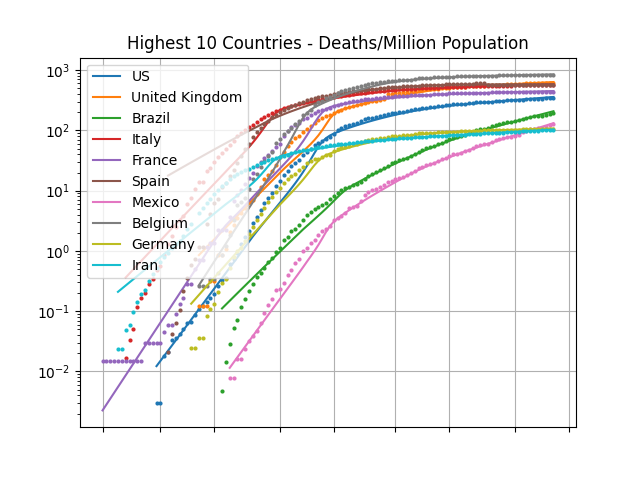 Highest 10 Countries - Deaths/Million Population
10³
10²
10¹
10⁰
10⁻¹
10⁻²
US
United Kingdom
Brazil
Italy
France
Spain
Mexico
Belgium
Germany
Iran